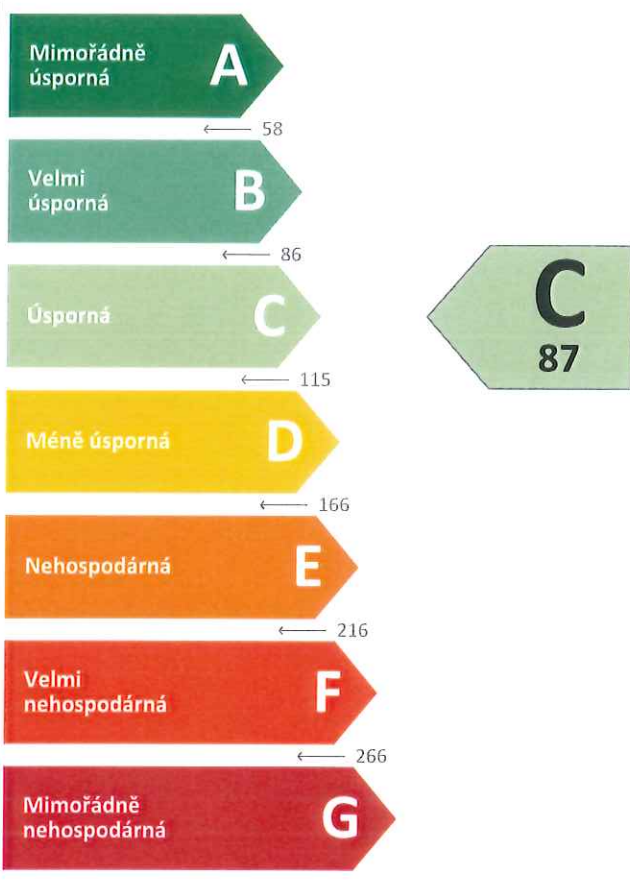 Mimořádně
úsporná
A
← 58
Velmi
úsporná
B
← 86
Úsporná
C
← 115
C
87
Méně úsporná
D
← 166
Nehospodárná
E
← 216
Velmi
nehospodárná
F
← 266
Mimořádně
nehospodárná
G